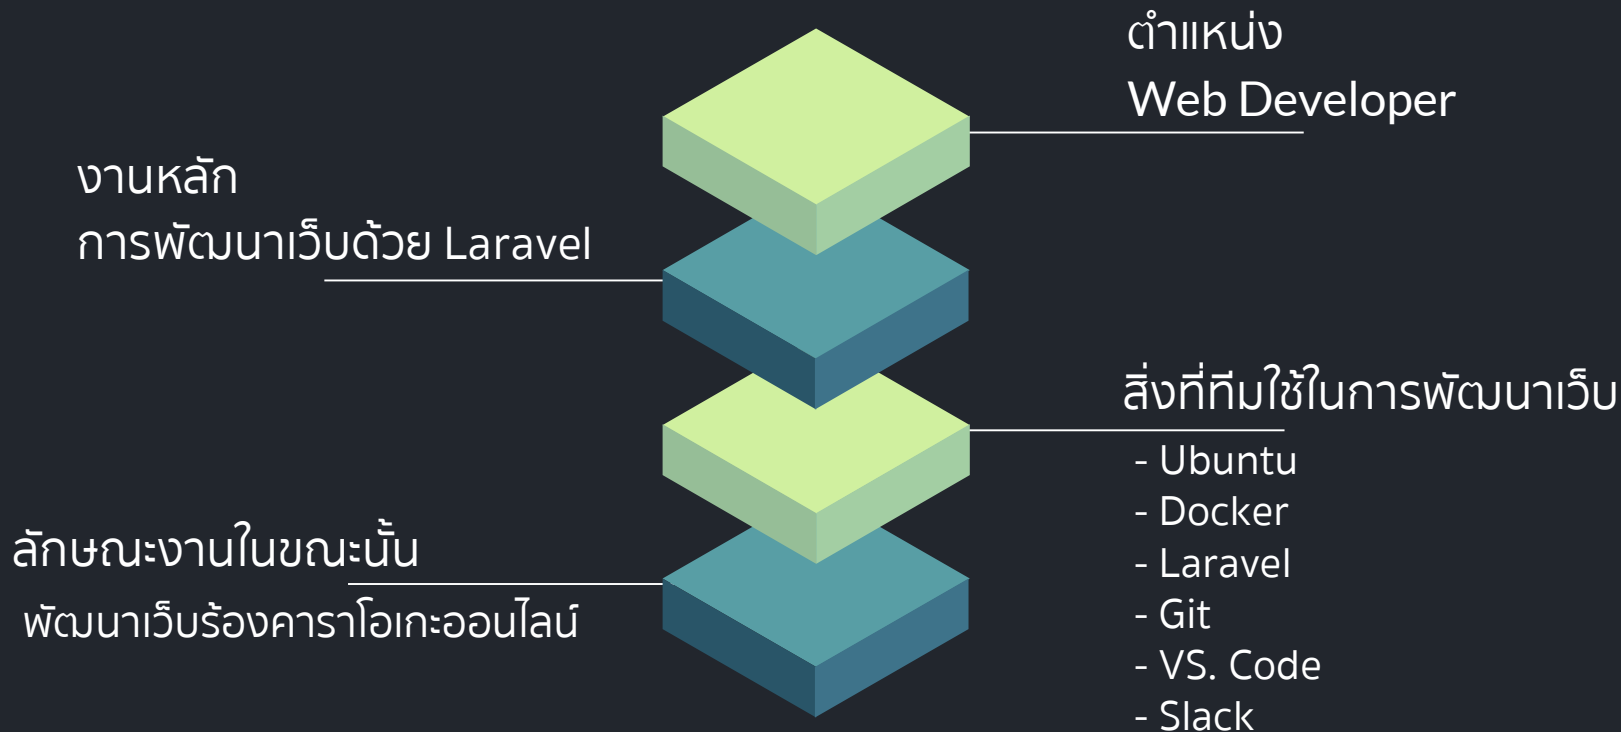 ตำแหน่ง
Web Developer
งานหลัก
การพัฒนาเว็บด้วย Laravel
สิ่งที่ทีมใช้ในการพัฒนาเว็บ
- Ubuntu
- Docker
- Laravel
- Git
- VS. Code
- Slack
ลักษณะงานในขณะนั้น
พัฒนาเว็บร้องคาราโอเกะออนไลน์